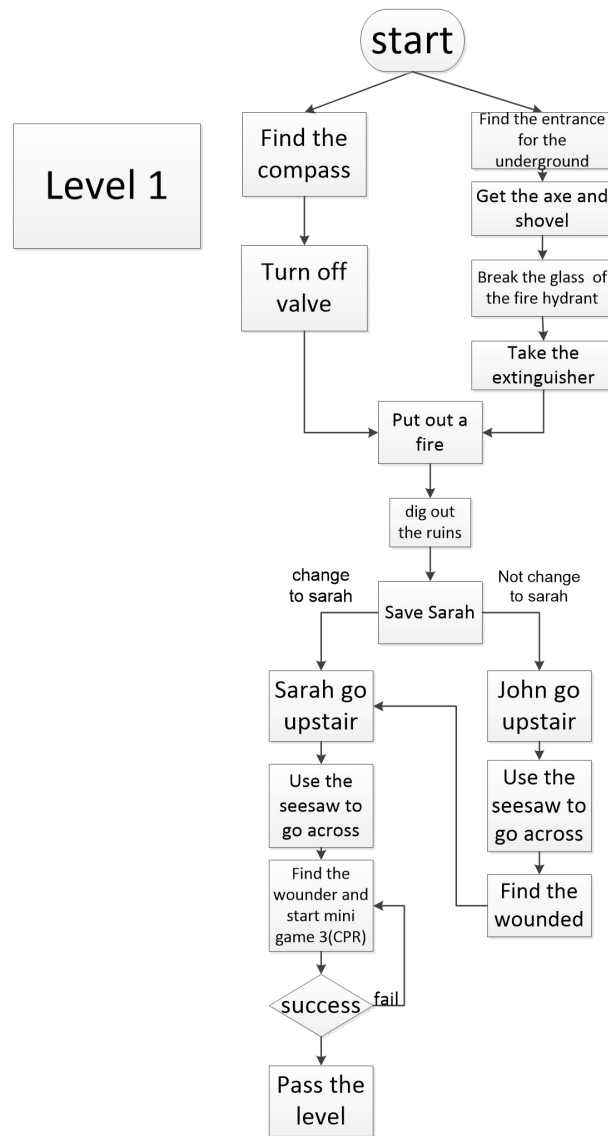 start
Level 1
Find the
compass
Find the entrance
for the
underground
Get the axe and
shovel
Turn off
valve
Break the glass of
the fire hydrant
Take the
extinguisher
Put out a
fire
dig out
the ruins
change
to sarah
Not change
to sarah
Save Sarah
Sarah go
upstair
John go
upstair
Use the
seesaw to
go across
Use the
seesaw to
go across
Find the
wounder and
start mini
game 3(CPR)
Find the
wounded
success
fail
Pass the
level